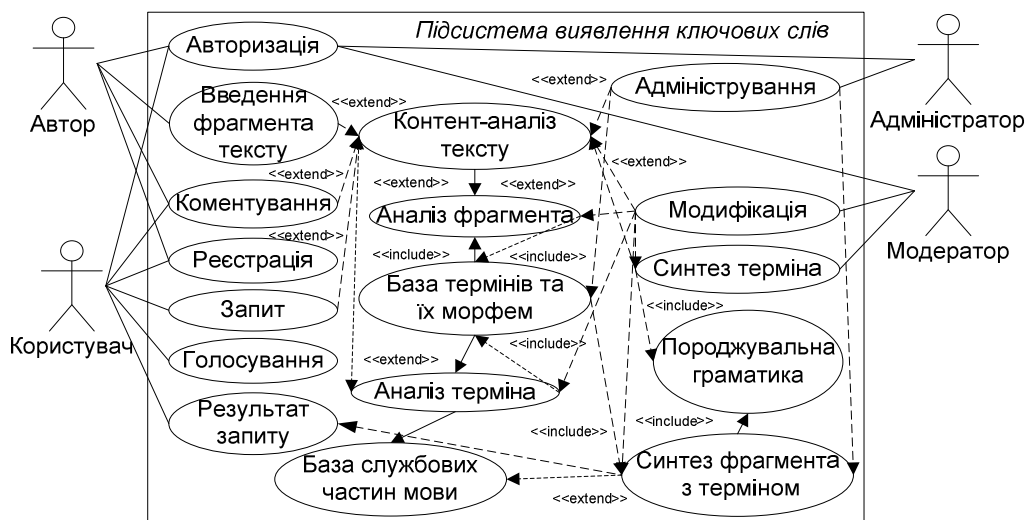 Підсистема виявлення ключових слів
Авторизація
Адміністрування
<<extend>>
Автор
Адміністратор
Введення
фрагмента
тексту
<<extend>>
Контент-аналіз
тексту
<<extend>>
<<extend>>
<<extend>>
<<extend>>
Коментування
Аналіз фрагмента
Модифікація
Модератор
<<extend>>
Реєстрація
<<include>>
<<include>>
Синтез терміна
База термінів та
їх морфем
Запит
<<include>>
Користувач
Голосування
<<extend>>
<<include>>
Породжувальна
граматика
Аналіз терміна
Результат
запиту
<<include>>
<<include>>
База службових
частин мови
Синтез фрагмента
з терміном
<<extend>>